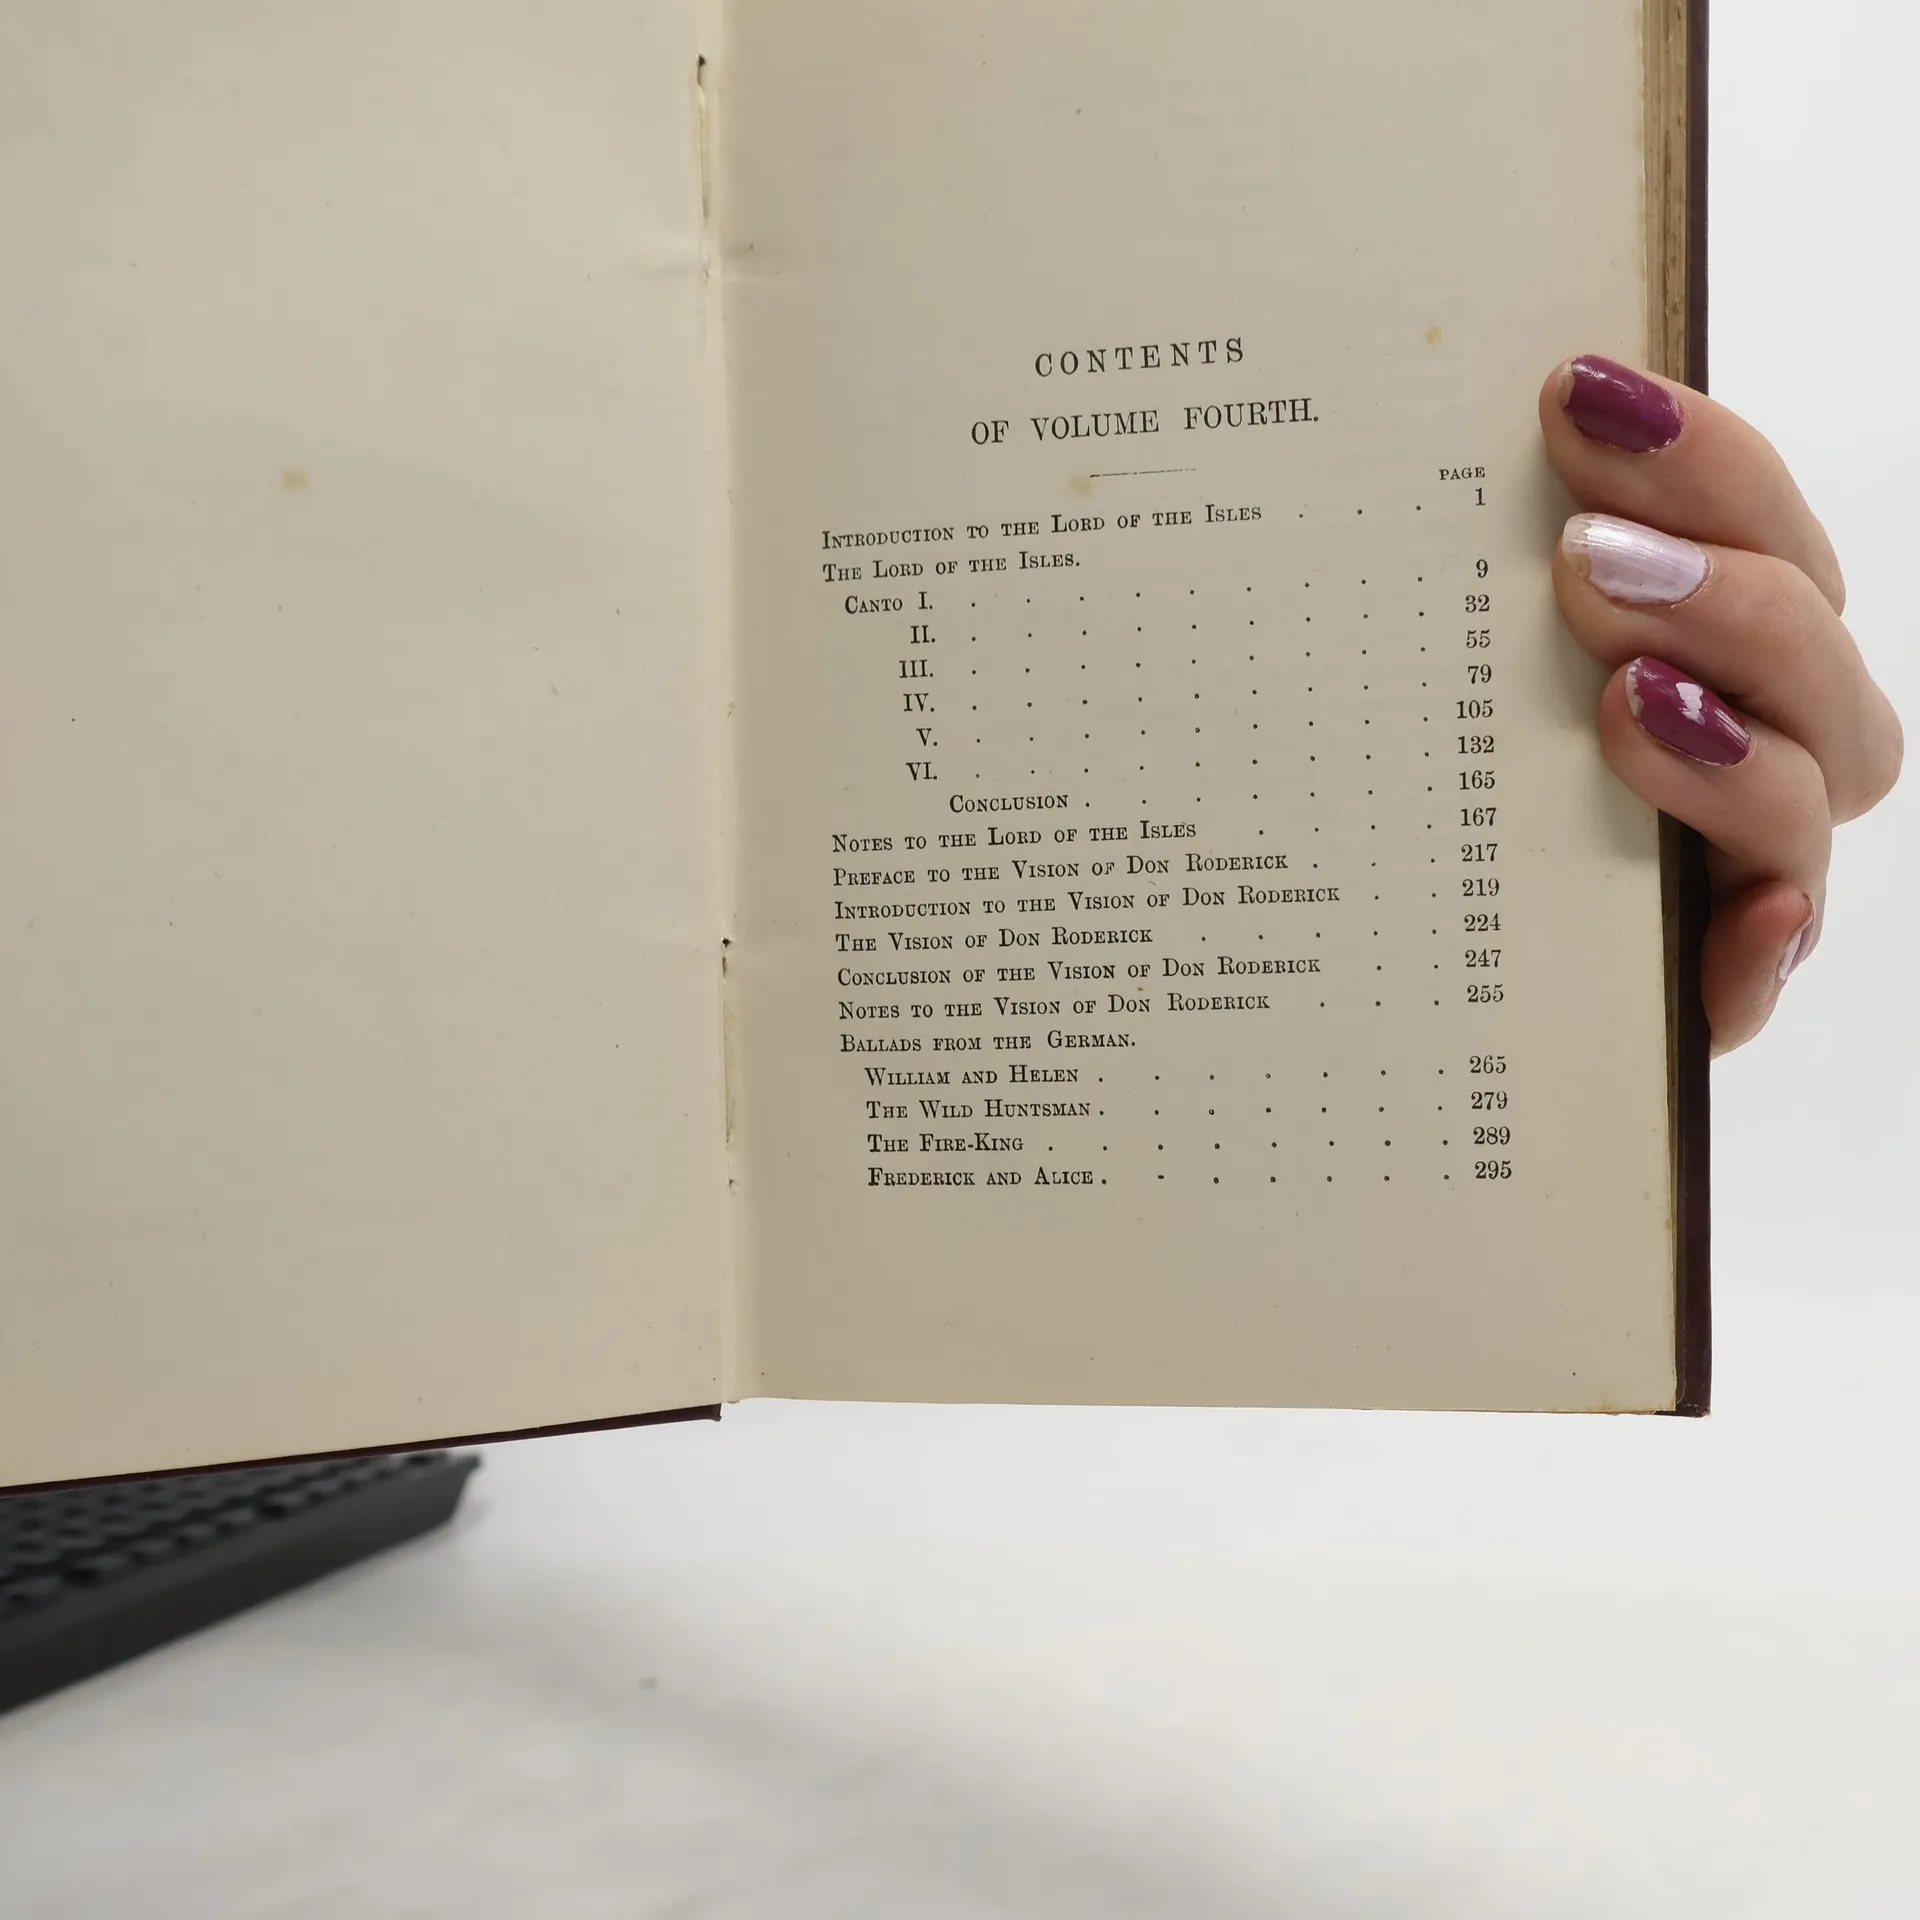 CONTENTS
OF VOLUME FOURTH.
PAGE
INTRODUCTION TO THE LORD OF THE ISLES . . . 1
THE LORD OF THE ISLES.
CANTO I. . . . . . . . . . 9
II. . . . . . . . . . 32
III. . . . . . . . . . 55
IV. . . . . . . . . . 79
V. . . . . . . . . . 105
VI. . . . . . . . . . 132
CONCLUSION . . . . . . . 165
NOTES TO THE LORD OF THE ISLES . . . . 167
PREFACE TO THE VISION OF DON RODERICK . . . 217
INTRODUCTION TO THE VISION OF DON RODERICK . . 219
THE VISION OF DON RODERICK . . . . . 224
CONCLUSION OF THE VISION OF DON RODERICK . . 247
NOTES TO THE VISION OF DON RODERICK . . . 255
BALLADS FROM THE GERMAN.
WILLIAM AND HELEN . . . . . . . 265
THE WILD HUNTSMAN . . . . . . . 279
THE FIRE-KING . . . . . . . . 289
FREDERICK AND ALICE . . . . . . . 295